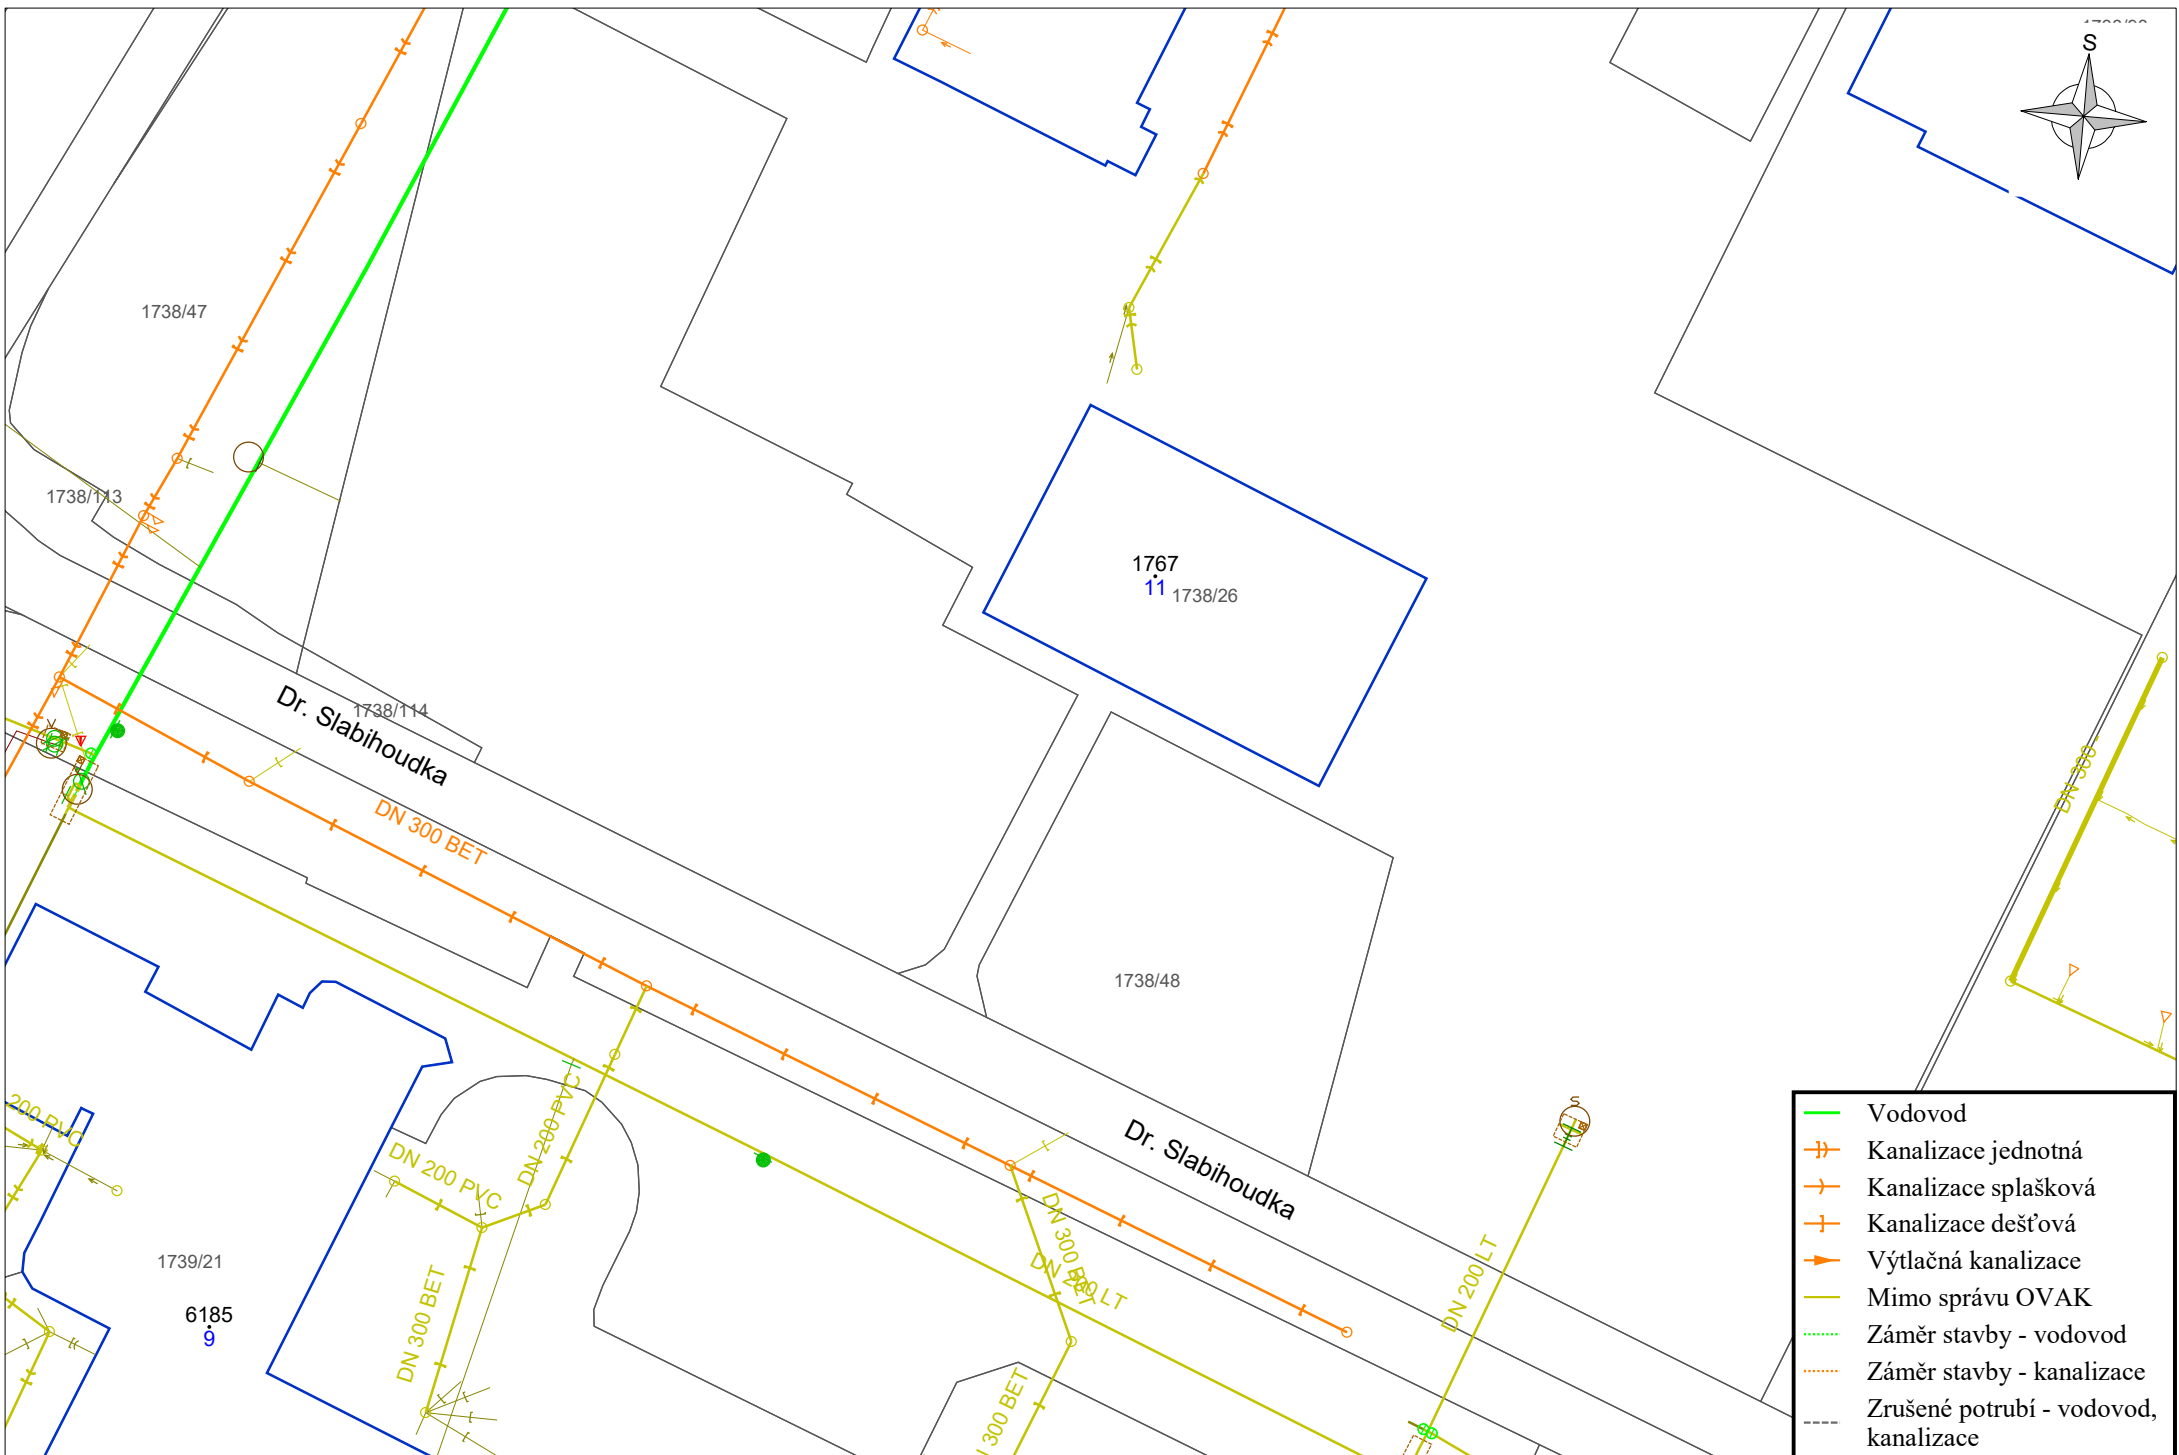 S
1738/47
1738/113
1767
11
1738/26
Dr. Slabihoudka
1738/114
DN 300 BET
DN 300
1738/48
200 PVC
DN 200 PVC
DN 200 PVC
Dr. Slabihoudka
DN 300 BET
DN 200 LT
DN 200 LT
1739/21
6185
9
DN 300 BET
300 BET
S
V
Vodovod
Kanalizace jednotná
Kanalizace splašková
Kanalizace dešťová
Výtlačná kanalizace
Mimo správu OVAK
Záměr stavby - vodovod
Záměr stavby - kanalizace
Zrušené potrubí - vodovod,
kanalizace